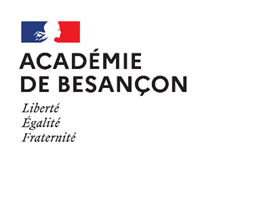 ACADÉMIE
DE BESANÇON
Liberté
Égalité
Fraternité